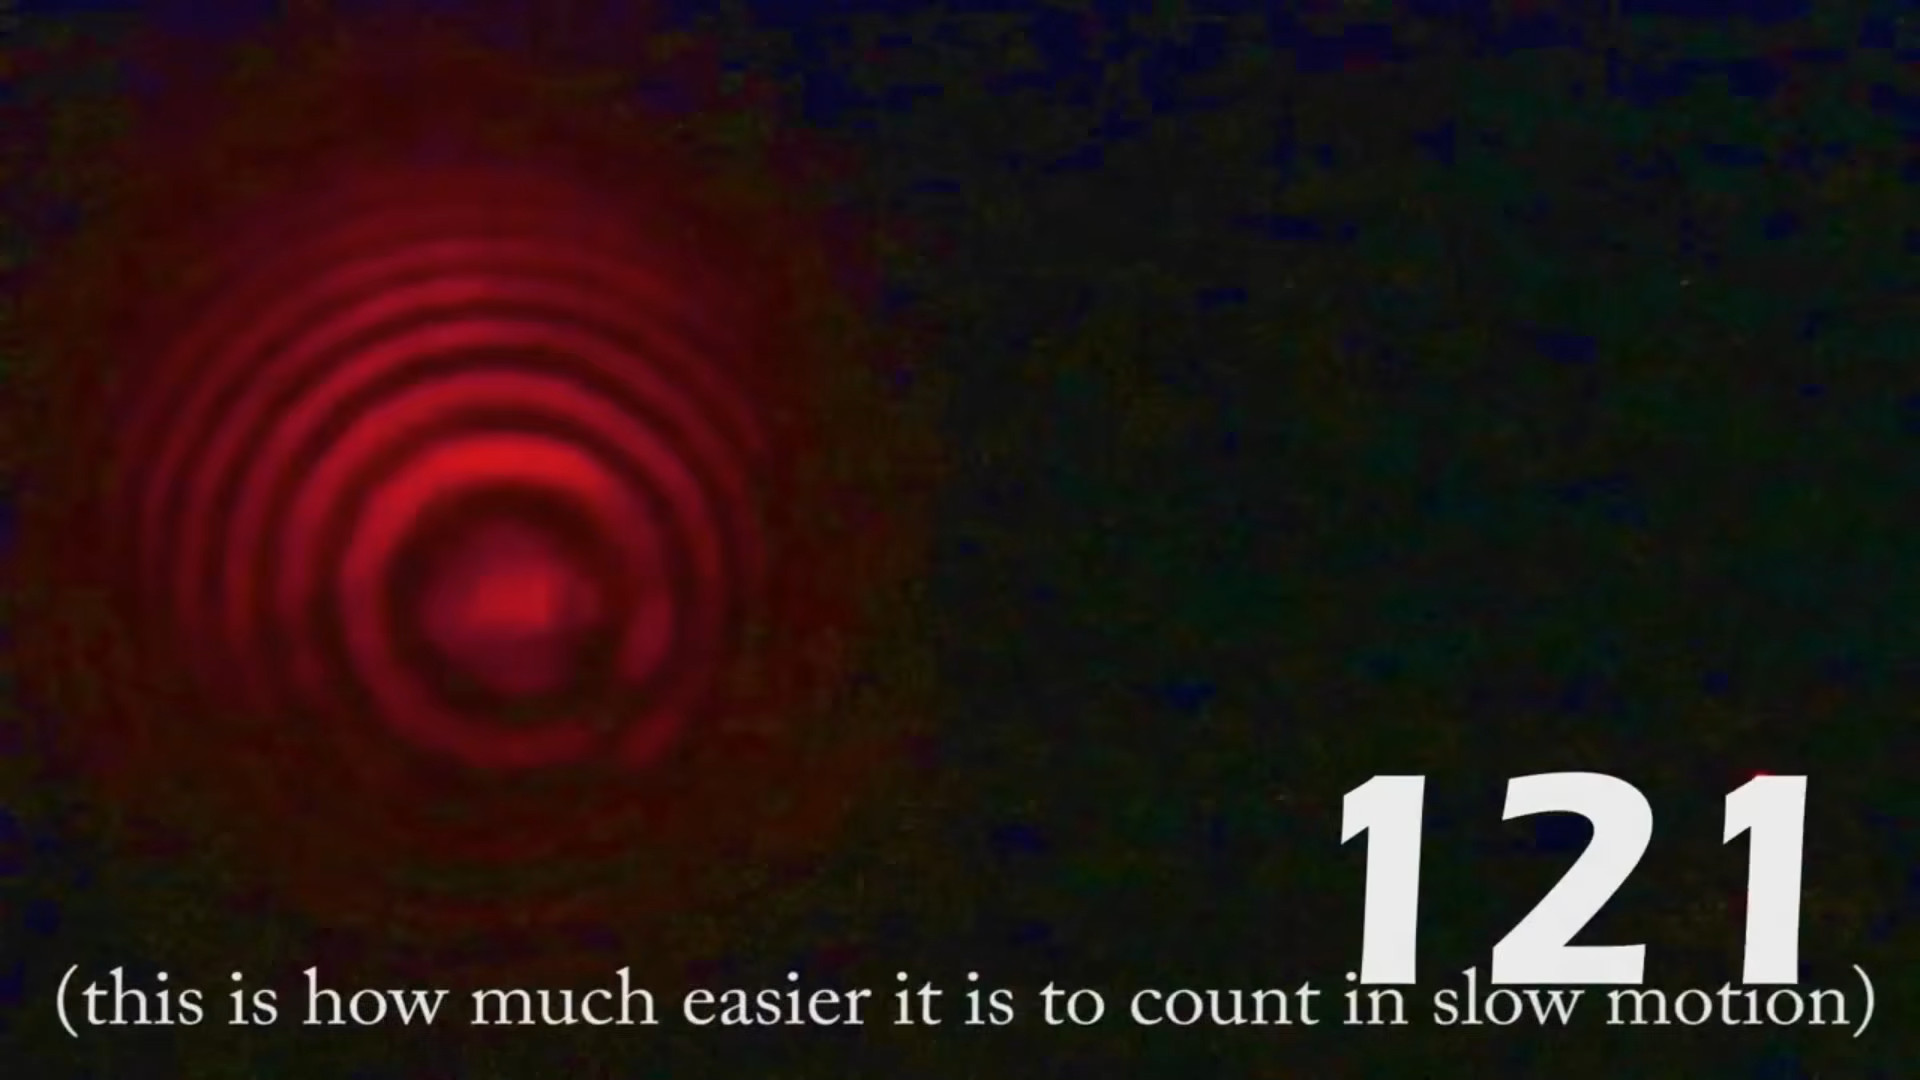 121
(this is how much easier it is to count in slow motion)